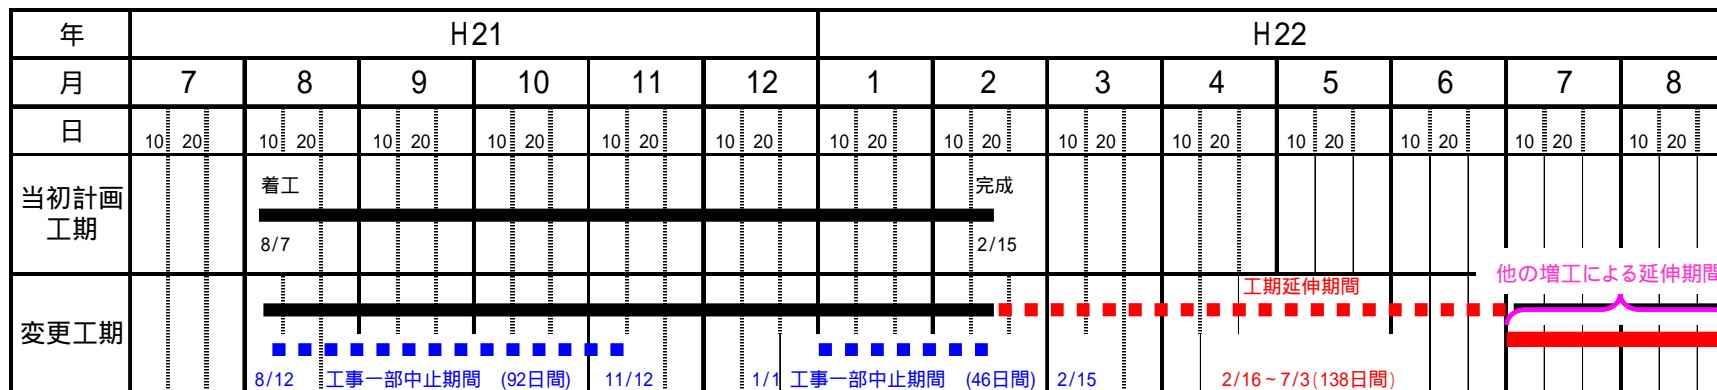 年 H21 H22
月 7 8 9 10 11 12 1 2 3 4 5 6 7 8
日 10 20 10 20 10 20 10 20 10 20 10 20 10 20 10 20 10 20 10 20 10 20 10 20 10 20 10 20
当初計画
工期
着工 完成
8/7 2/15
変更工期
工期延伸期間 他の増工による延伸期間
8/12 工事一部中止期間 (92日間) 11/12 1/1 工事一部中止期間 (46日間) 2/15 2/16~7/3(138日間)